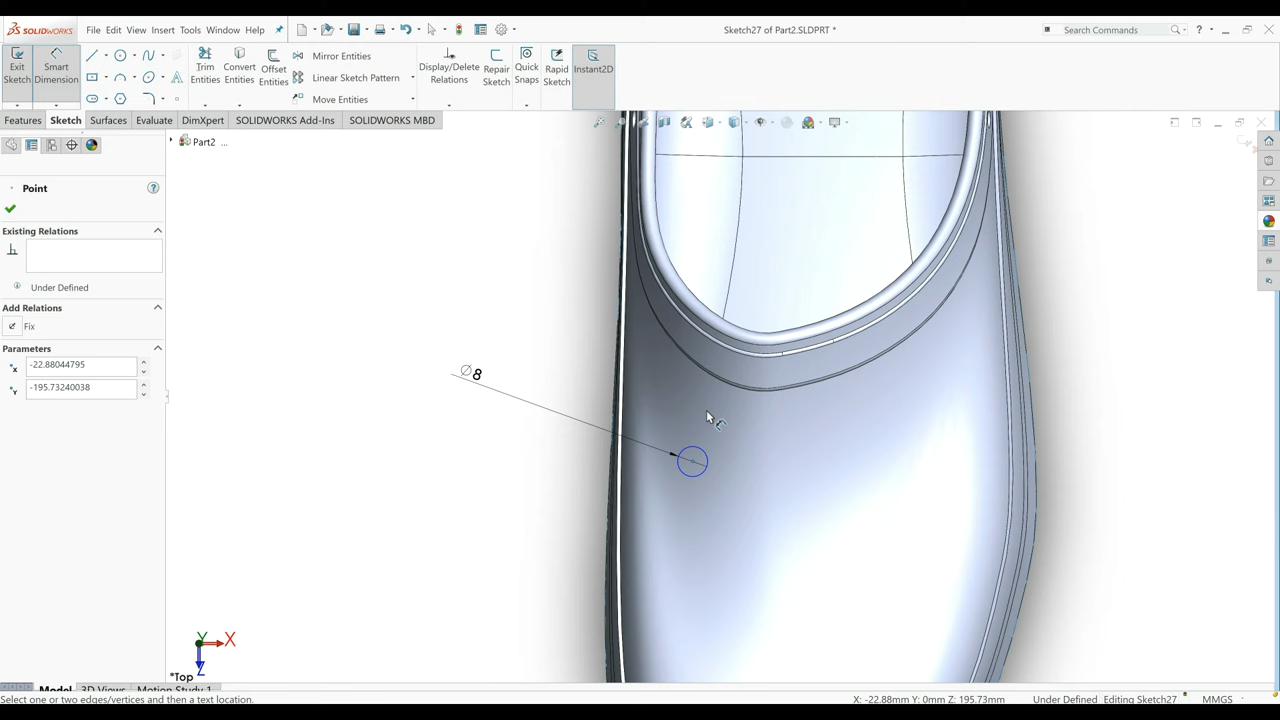 SOLIDWORKS
File Edit View Insert Tools Window Help
Sketch27 of Part2.SLDPRT *
Search Commands
Exit Sketch
Smart Dimension
Trim Entities
Convert Entities
Offset Entities
Mirror Entities
Linear Sketch Pattern
Move Entities
Display/Delete Relations
Repair Sketch
Quick Snaps
Rapid Sketch
Instant2D
Features Sketch Surfaces Evaluate DimXpert SOLIDWORKS Add-Ins SOLIDWORKS MBD
Part2 ...
Point
Existing Relations
Under Defined
Add Relations
Fix
Parameters
-22.88044795
-195.73240038
∅8
Y
X
Z
*Top
Model 3D Views Motion Study 1
Select one or two edges/vertices and then a text location.
X: -22.88mm Y: 0mm Z: 195.73mm Under Defined Editing Sketch27 MMGS